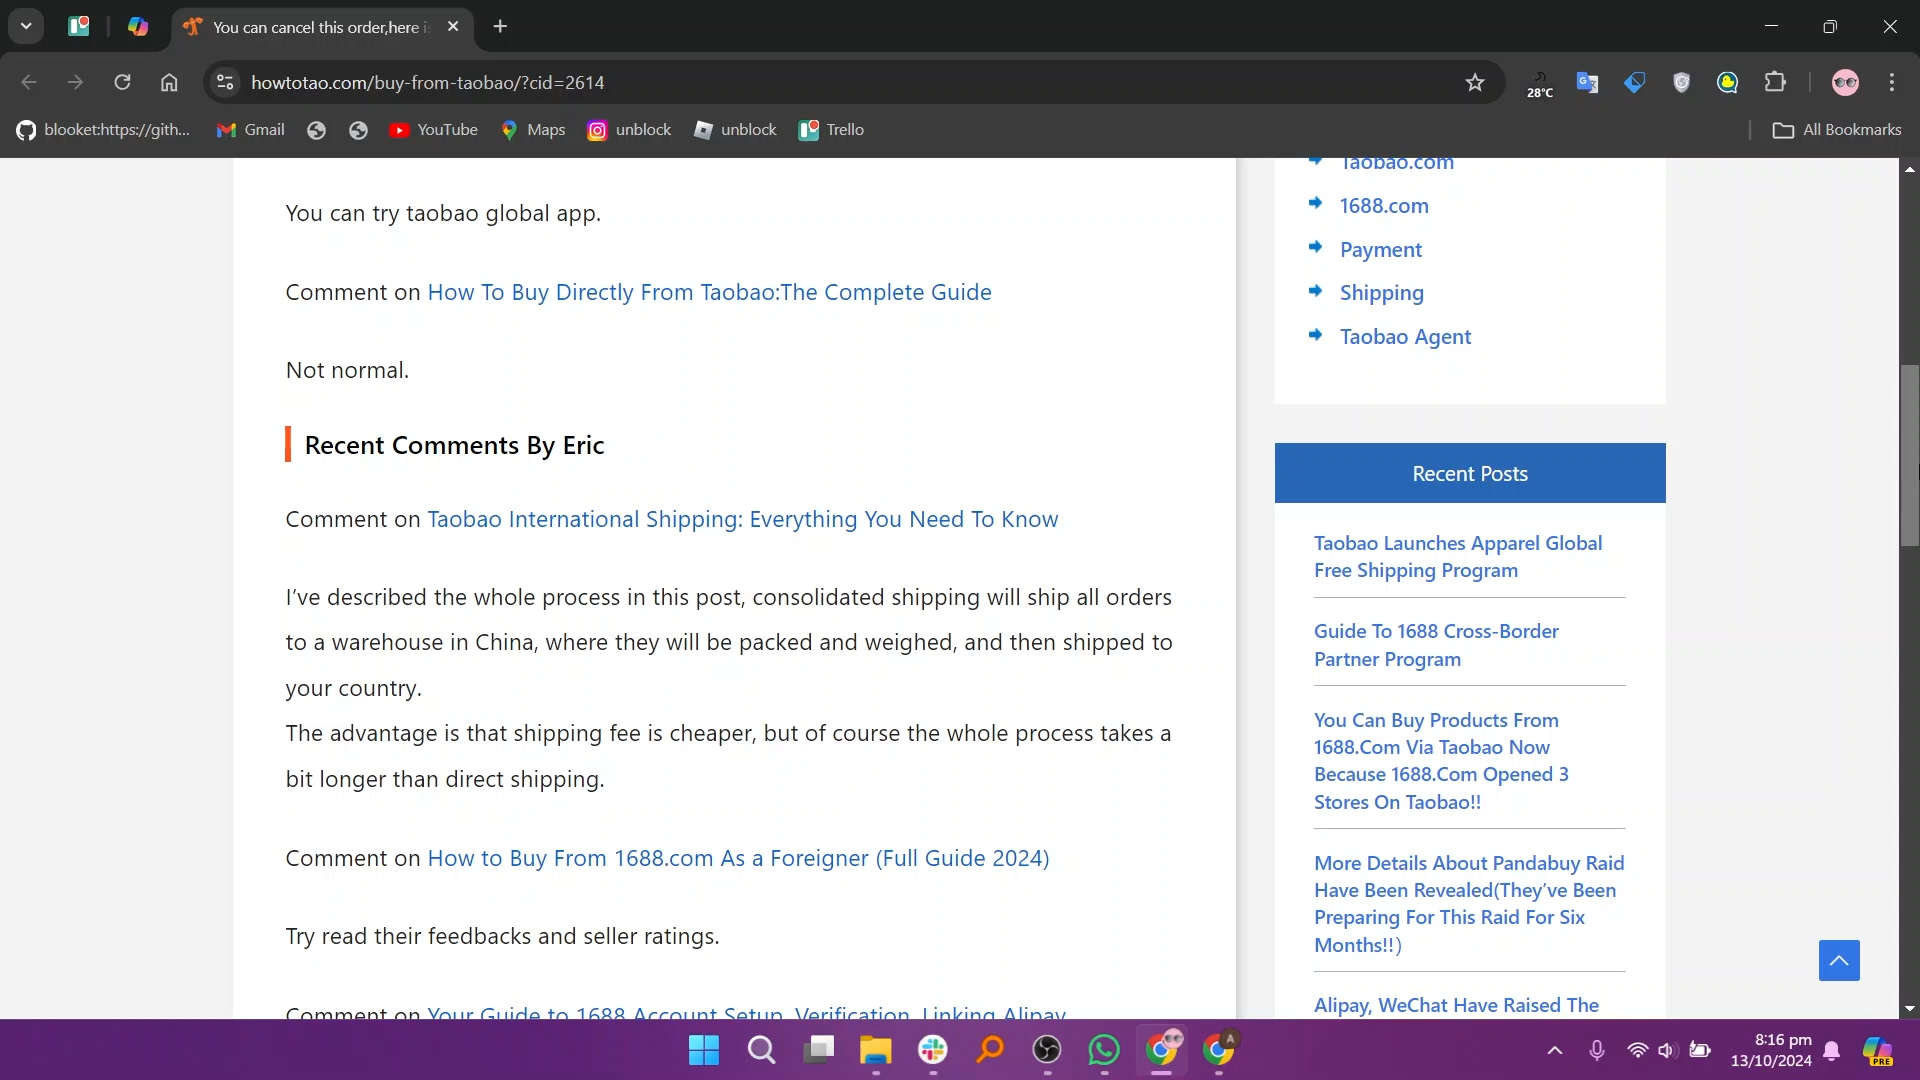 You can cancel this order,here i
howtotao.com/buy-from-taobao/?cid=2614
28°C
blooket:https://gith...
Gmail
YouTube
Maps
unblock
unblock
Trello
All Bookmarks
You can try taobao global app.
Comment on How To Buy Directly From Taobao:The Complete Guide
Not normal.
Recent Comments By Eric
Comment on Taobao International Shipping: Everything You Need To Know
I've described the whole process in this post, consolidated shipping will ship all orders
to a warehouse in China, where they will be packed and weighed, and then shipped to
your country.
The advantage is that shipping fee is cheaper, but of course the whole process takes a
bit longer than direct shipping.
Comment on How to Buy From 1688.com As a Foreigner (Full Guide 2024)
Try read their feedbacks and seller ratings.
Comment on Your Guide to 1688 Account Setup, Verification, Linking Alipay
Taobao.com
1688.com
Payment
Shipping
Taobao Agent
Recent Posts
Taobao Launches Apparel Global
Free Shipping Program
Guide To 1688 Cross-Border
Partner Program
You Can Buy Products From
1688.Com Via Taobao Now
Because 1688.Com Opened 3
Stores On Taobao!!
More Details About Pandabuy Raid
Have Been Revealed(They've Been
Preparing For This Raid For Six
Months!!)
Alipay, WeChat Have Raised The
A
8:16 pm
13/10/2024
PRE